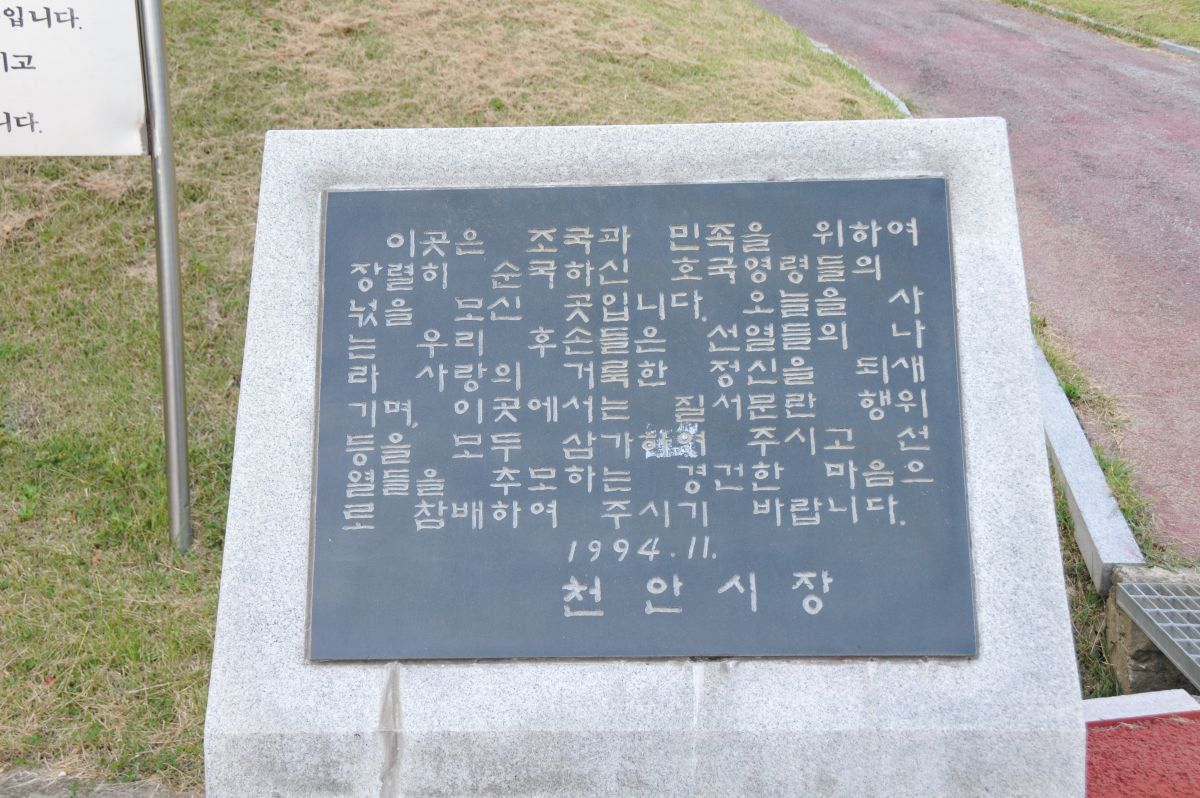 입니다.
고
니다.
이곳은 조국과 민족을 위하여
장렬히 순국하신 호국영령들의
넋을 모신 곳입니다. 오늘을 사
는 우리 후손들은 선열들의 나
라 사랑의 거룩한 정신을 되새
기며, 이곳에서는 질서문란 행위
등을 모두 삼가하여 주시고 선
열들을 추모하는 경건한 마음으
로 참배하여 주시기 바랍니다.
1994.11.
천안시장